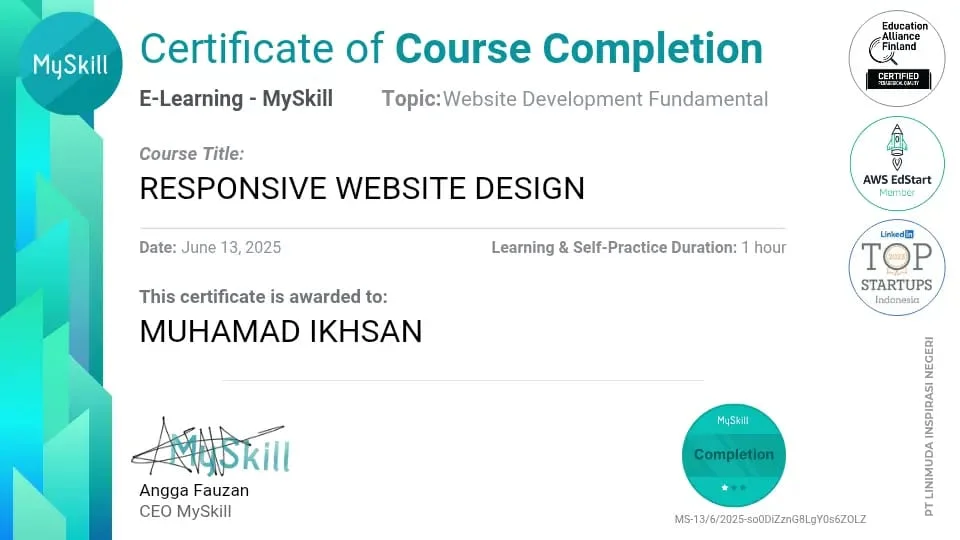 MySkill
Certificate of Course Completion
E-Learning - MySkill
Topic:Website Development Fundamental
Course Title:
RESPONSIVE WEBSITE DESIGN
Date: June 13, 2025
Learning & Self-Practice Duration: 1 hour
This certificate is awarded to:
MUHAMAD IKHSAN
MySkill
Angga Fauzan
CEO MySkill
MySkill
Completion
MS-13/6/2025-so0DiZznG8LgY0s6ZOLZ
Education
Alliance
Finland
CERTIFIED
PEDAGOGICAL QUALITY
AWS EdStart
Member
LinkedIn
TOP
2023
STARTUPS
Indonesia
PT LINIMUDA INSPIRASI NEGERI